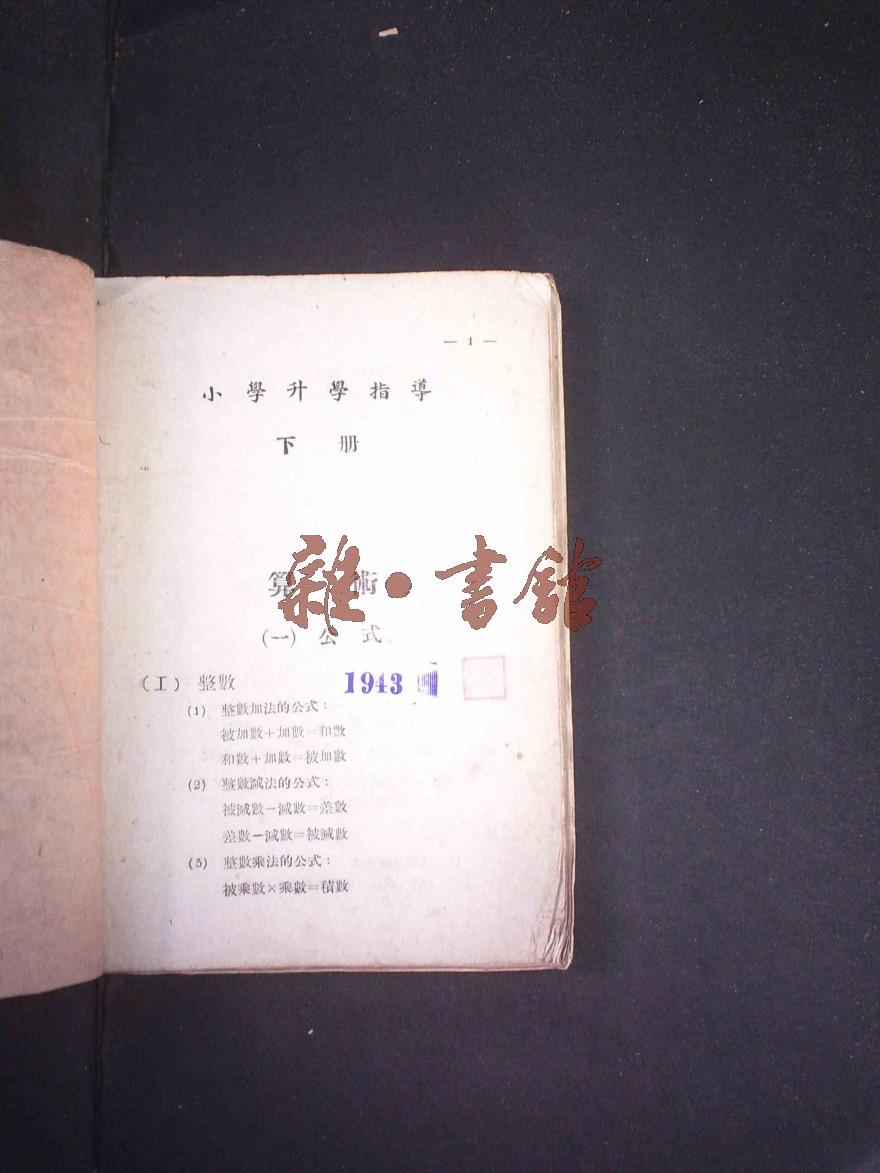 — 1 —
小學升學指導
下册
算術
雜·書館
(一) 公式
(I) 整數
1943
(1) 整數加法的公式:
被加數+加數=和數
和數+加數=被加數
(2) 整數減法的公式:
被減數－減數=差數
差數－減數=被減數
(3) 整數乘法的公式:
被乘數×乘數=積數